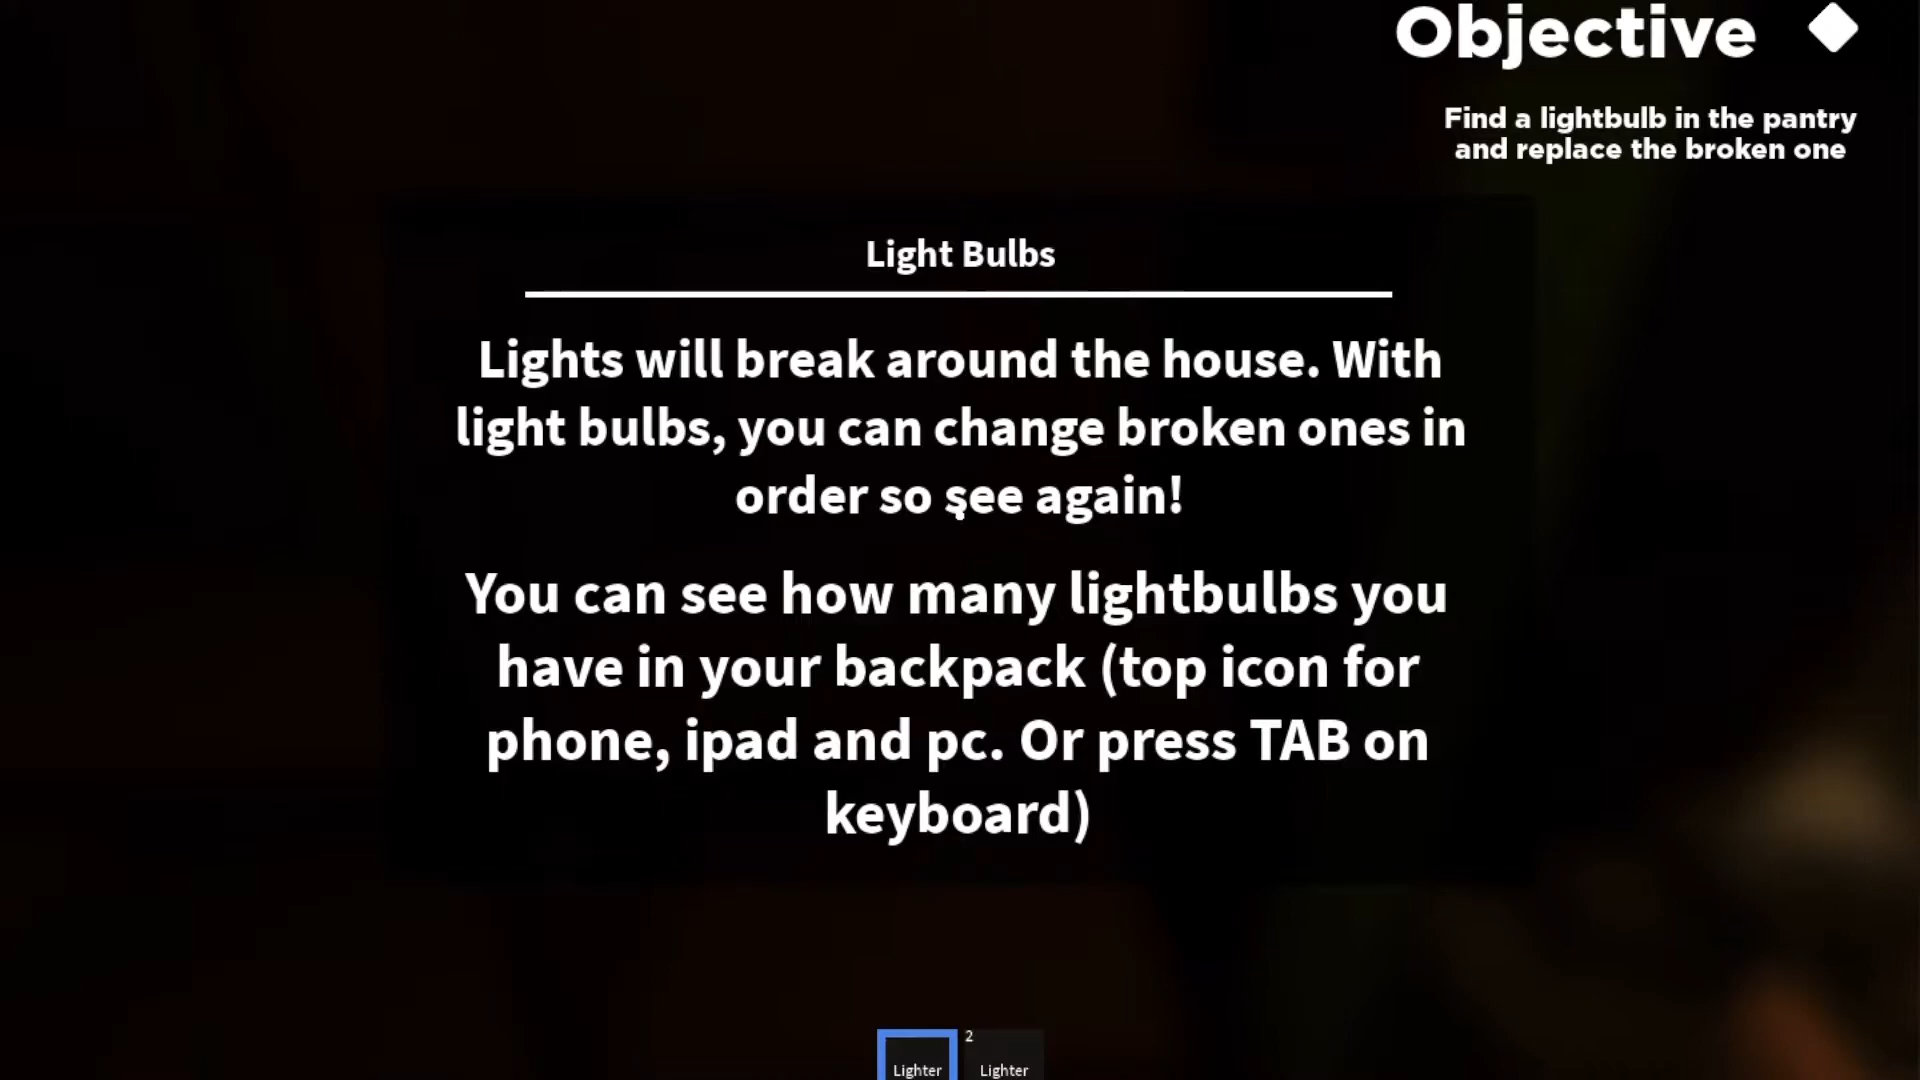 Objective
Find a lightbulb in the pantry
and replace the broken one
Light Bulbs
Lights will break around the house. With
light bulbs, you can change broken ones in
order so see again!
You can see how many lightbulbs you
have in your backpack (top icon for
phone, ipad and pc. Or press TAB on
keyboard)
2
Lighter
Lighter